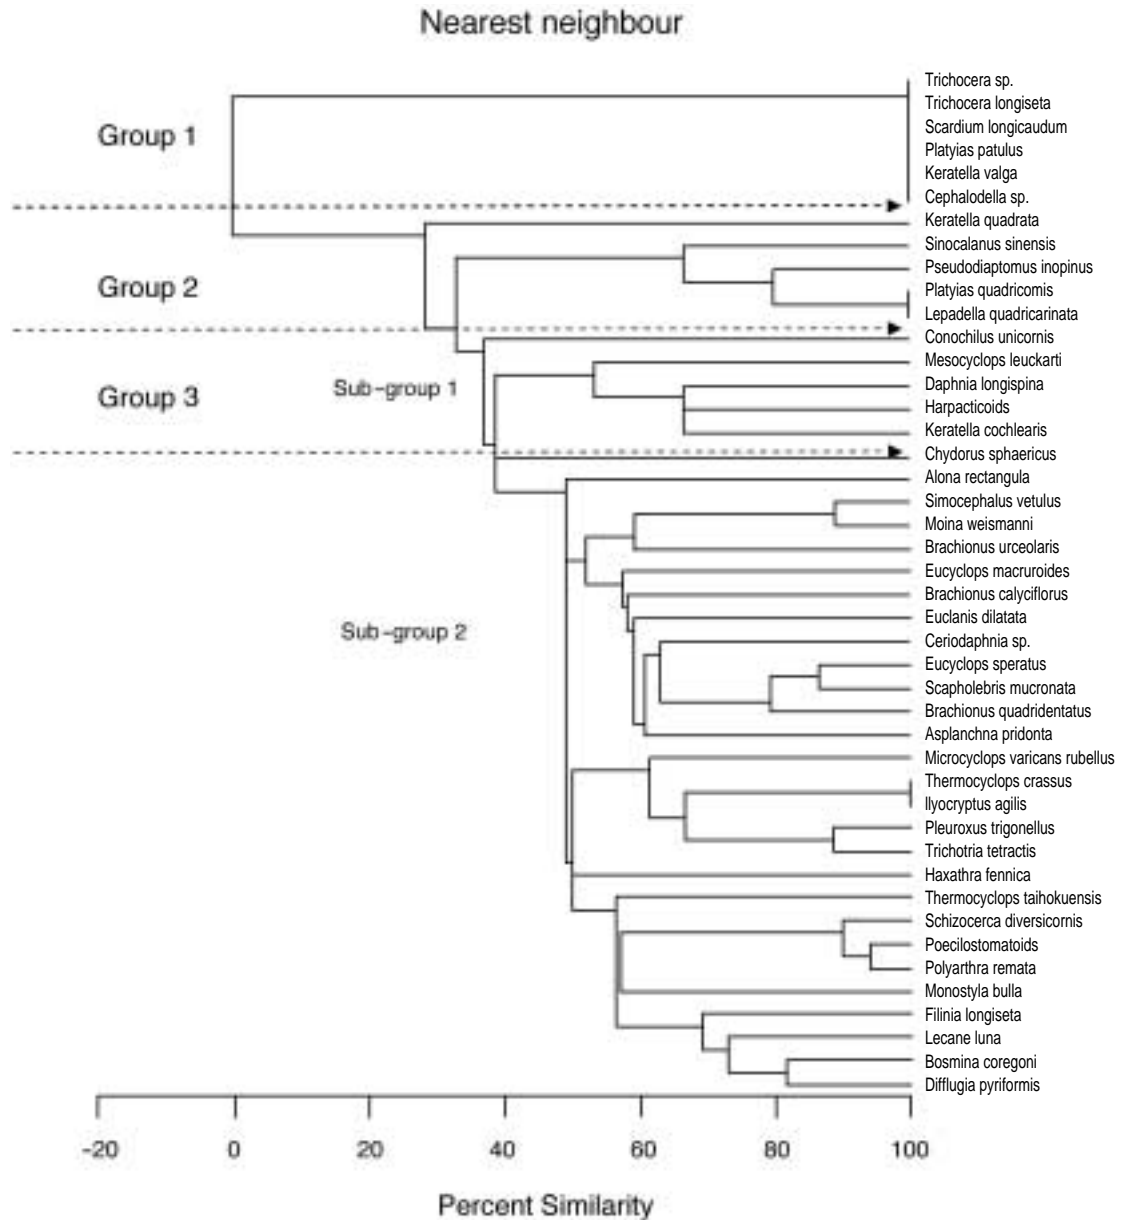 Nearest neighbour
Trichocera sp.
Trichocera longiseta
Group 1
Scardium longicaudum
Platyias patulus
Keratella valga
Cephalodella sp.
Keratella quadrata
Sinocalanus sinensis
Pseudodiaptomus inopinus
Group 2
Platyias quadricomis
Lepadella quadricarinata
Conochilus unicornis
Mesocyclops leuckarti
Sub-group 1
Daphnia longispina
Group 3
Harpacticoids
Keratella cochlearis
Chydorus sphaericus
Alona rectangula
Simocephalus vetulus
Moina weismanni
Brachionus urceolaris
Eucyclops macruroides
Brachionus calyciflorus
Euclanis dilatata
Sub-group 2
Ceriodaphnia sp.
Eucyclops speratus
Scapholebris mucronata
Brachionus quadridentatus
Asplanchna pridonta
Microcyclops varicans rubellus
Thermocyclops crassus
Ilyocryptus agilis
Pleuroxus trigonellus
Trichotria tetractis
Haxathra fennica
Thermocyclops taihokuensis
Schizocerca diversicornis
Poecilostomatoids
Polyarthra remata
Monostyla bulla
Filinia longiseta
Lecane luna
Bosmina coregoni
Difflugia pyriformis
-20 0 20 40 60 80 100
Percent Similarity